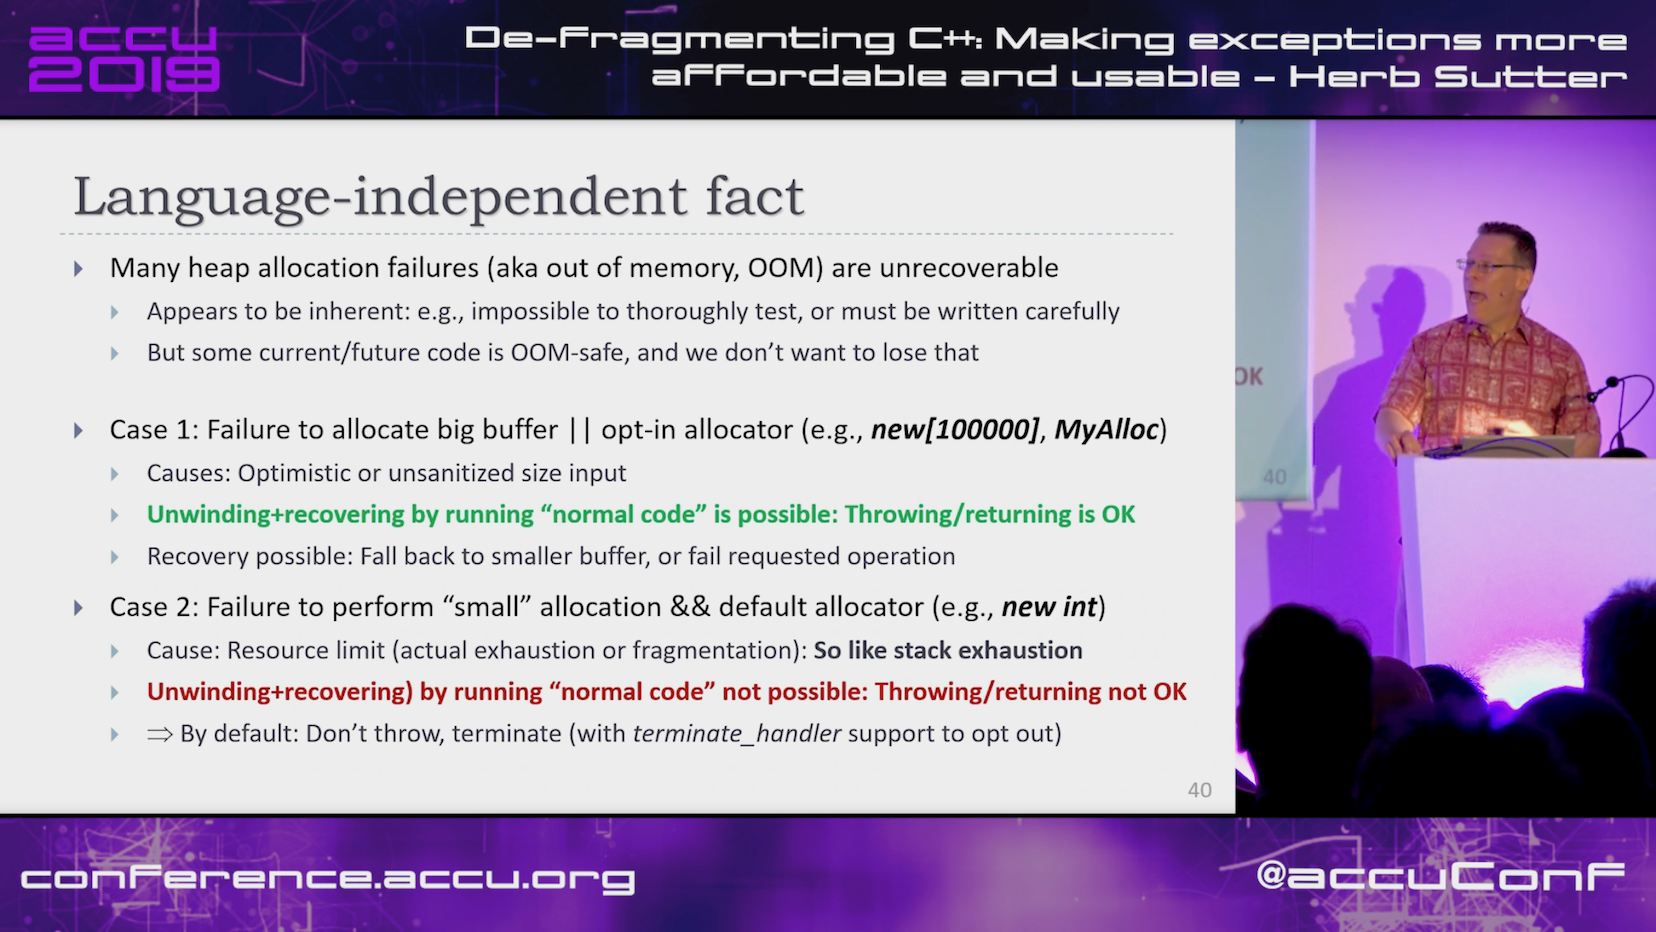 accu
2019
De-fragmenting C++: Making exceptions more
affordable and usable - Herb Sutter
Language-independent fact
Many heap allocation failures (aka out of memory, OOM) are unrecoverable
Appears to be inherent: e.g., impossible to thoroughly test, or must be written carefully
But some current/future code is OOM-safe, and we don’t want to lose that
Case 1: Failure to allocate big buffer || opt-in allocator (e.g., new[100000], MyAlloc)
Causes: Optimistic or unsanitized size input
Unwinding+recovering by running “normal code” is possible: Throwing/returning is OK
Recovery possible: Fall back to smaller buffer, or fail requested operation
Case 2: Failure to perform “small” allocation && default allocator (e.g., new int)
Cause: Resource limit (actual exhaustion or fragmentation): So like stack exhaustion
Unwinding+recovering) by running “normal code” not possible: Throwing/returning not OK
⇒ By default: Don’t throw, terminate (with terminate_handler support to opt out)
40
OK
40
conference.accu.org
@accuConf